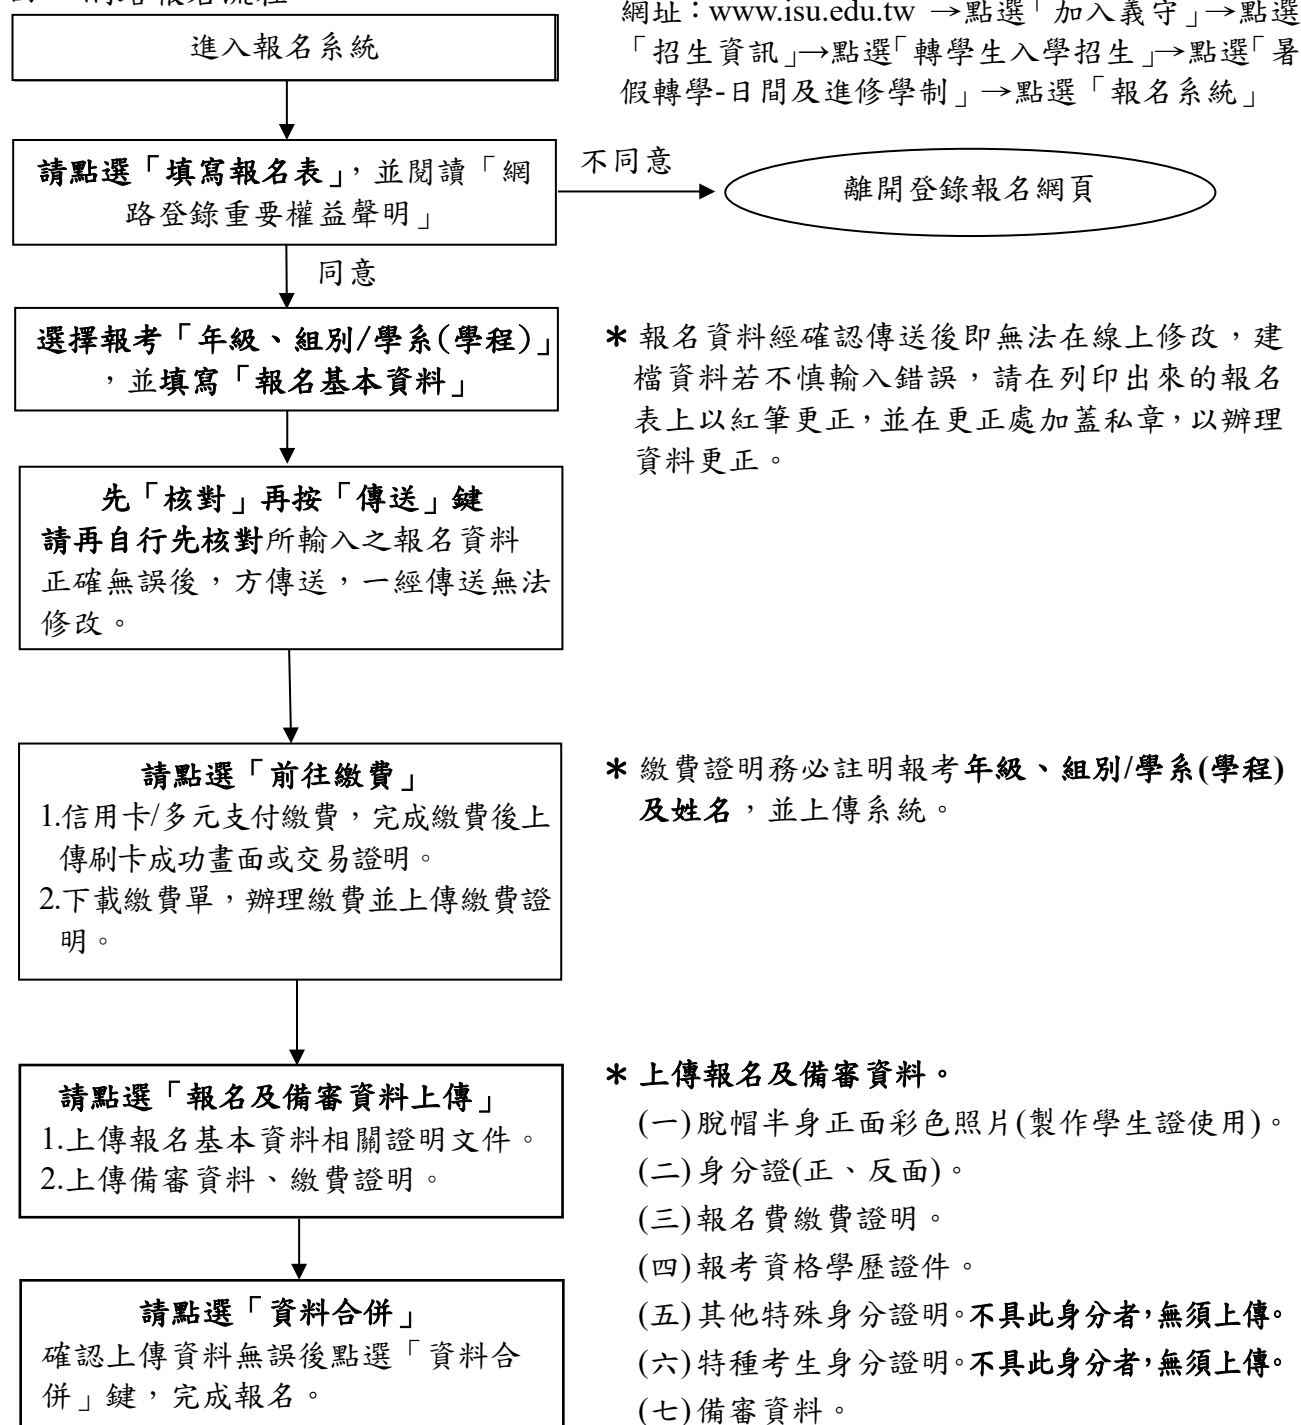 網路報名流程
進入報名系統
網址：www.isu.edu.tw →點選「加入義守」→點選
「招生資訊」→點選「轉學生入學招生」→點選「暑
假轉學-日間及進修學制」→點選「報名系統」
請點選「填寫報名表」，並閱讀「網
路登錄重要權益聲明」
不同意
離開登錄報名網頁
同意
選擇報考「年級、組別/學系(學程)」
，並填寫「報名基本資料」
＊報名資料經確認傳送後即無法在線上修改，建
檔資料若不慎輸入錯誤，請在列印出來的報名
表上以紅筆更正，並在更正處加蓋私章，以辦理
資料更正。
先「核對」再按「傳送」鍵
請再自行先核對所輸入之報名資料
正確無誤後，方傳送，一經傳送無法
修改。
請點選「前往繳費」
1.信用卡/多元支付繳費，完成繳費後上
傳刷卡成功畫面或交易證明。
2.下載繳費單，辦理繳費並上傳繳費證
明。
＊繳費證明務必註明報考年級、組別/學系(學程)
及姓名，並上傳系統。
請點選「報名及備審資料上傳」
1.上傳報名基本資料相關證明文件。
2.上傳備審資料、繳費證明。
＊上傳報名及備審資料。
(一)脫帽半身正面彩色照片(製作學生證使用)。
(二)身分證(正、反面)。
(三)報名費繳費證明。
(四)報考資格學歷證件。
(五)其他特殊身分證明。不具此身分者，無須上傳。
(六)特種考生身分證明。不具此身分者，無須上傳。
(七)備審資料。
請點選「資料合併」
確認上傳資料無誤後點選「資料合
併」鍵，完成報名。